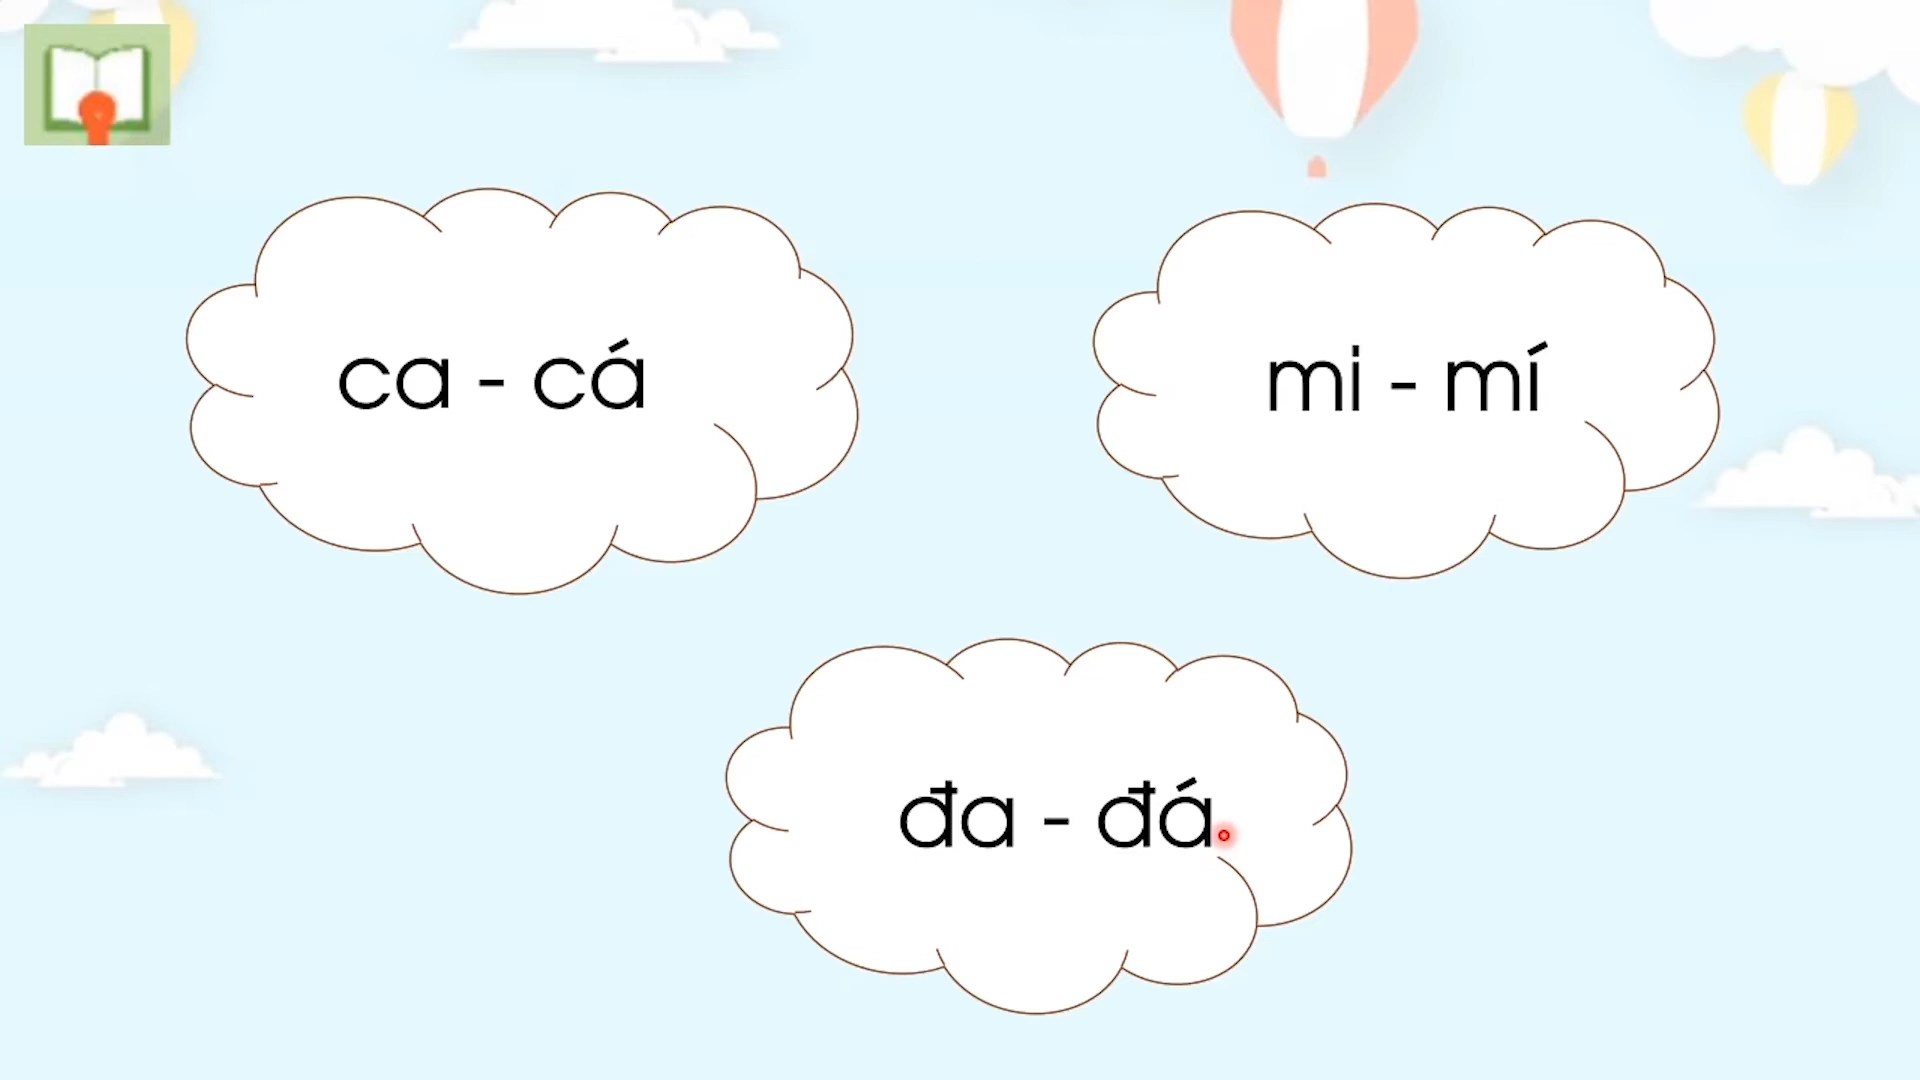 ca - cá
mi - mí
đa - đá